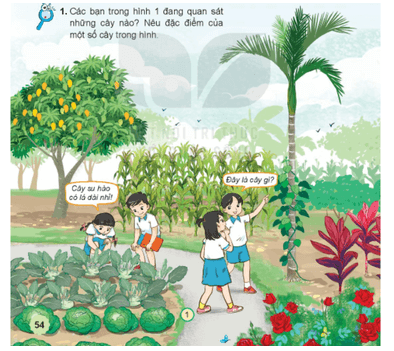 1. Các bạn trong hình 1 đang quan sát
những cây nào? Nêu đặc điểm của
một số cây trong hình.
Cây su hào
có lá dài nhỉ!
Đây là cây gì?
1
54